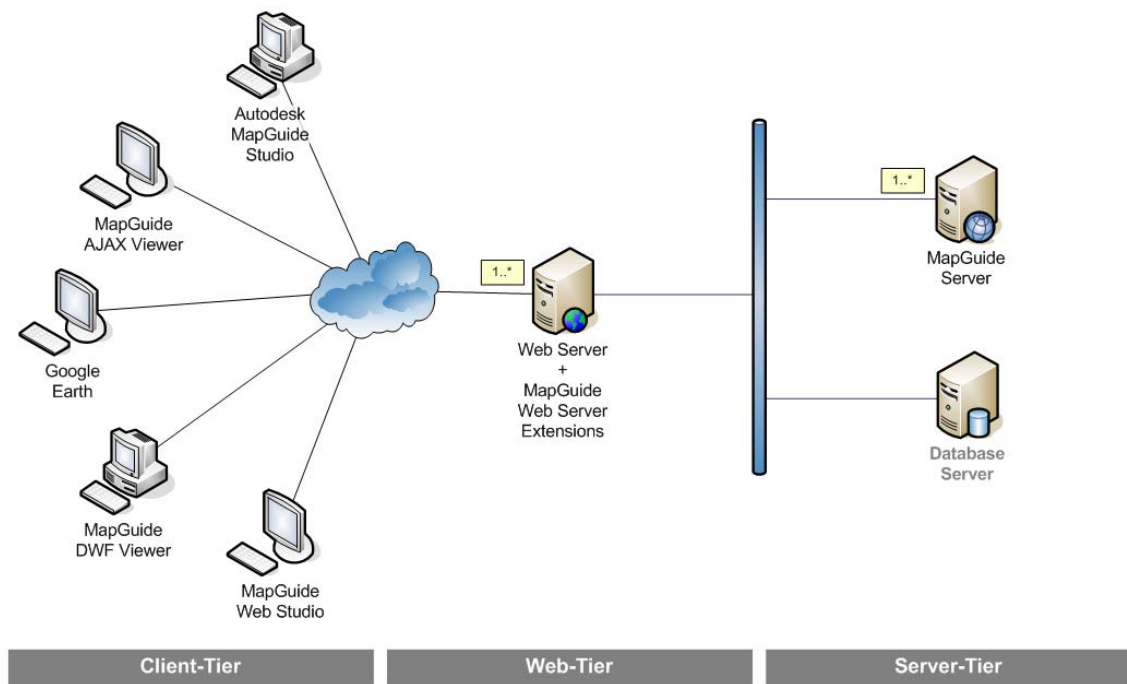 Autodesk
MapGuide
Studio
MapGuide
AJAX Viewer
Google
Earth
MapGuide
DWF Viewer
MapGuide
Web Studio
1..*
Web Server
+
MapGuide
Web Server
Extensions
1..*
MapGuide
Server
Database
Server
Client-Tier
Web-Tier
Server-Tier